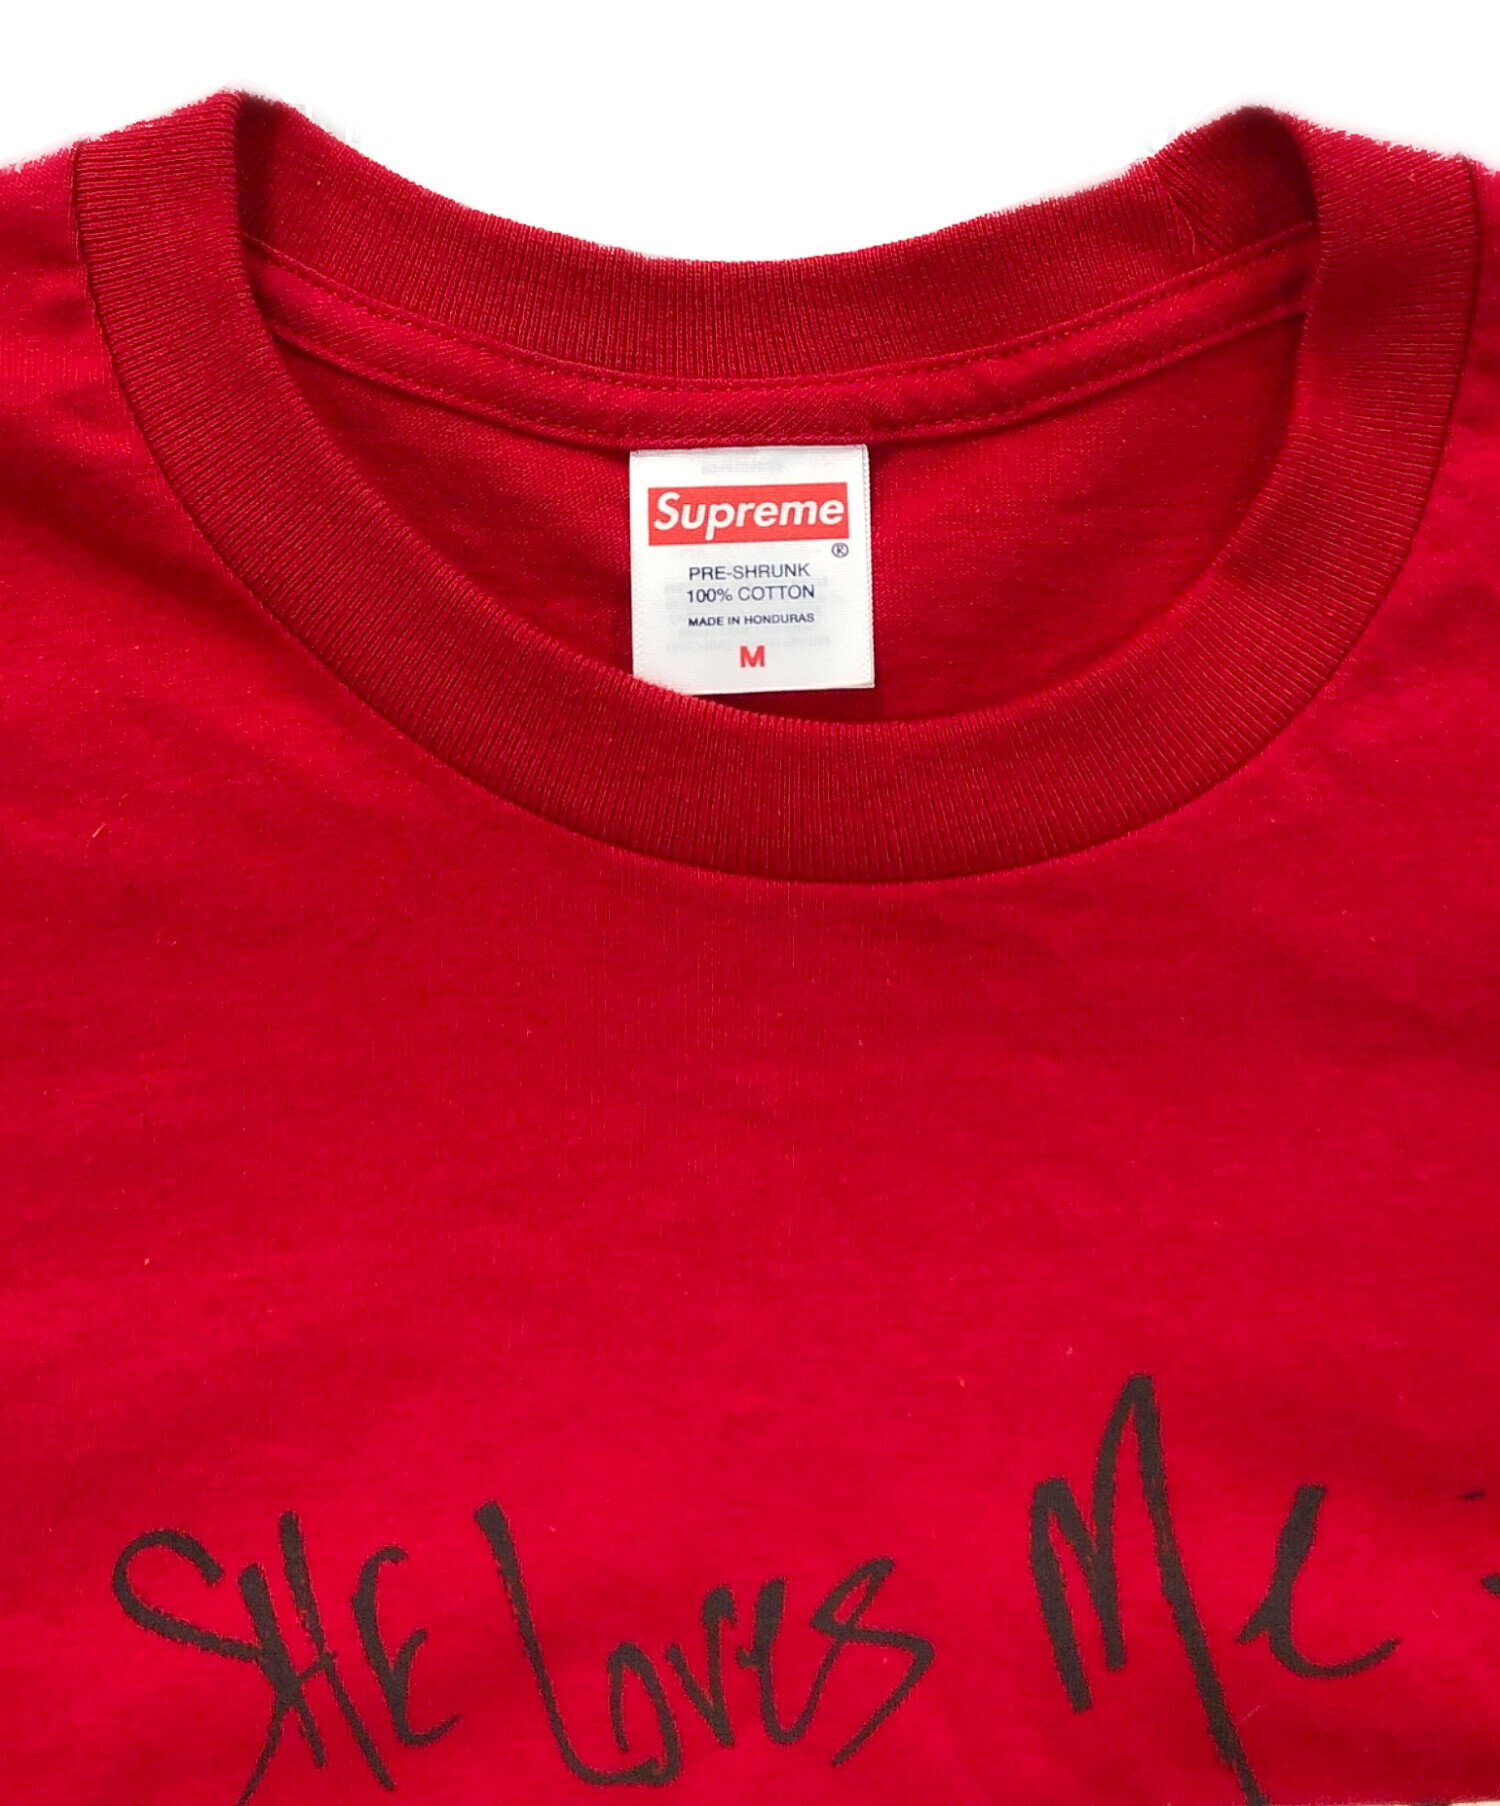 Supreme
®
PRE-SHRUNK
100% COTTON
MADE IN HONDURAS
M
SHE Loves Me